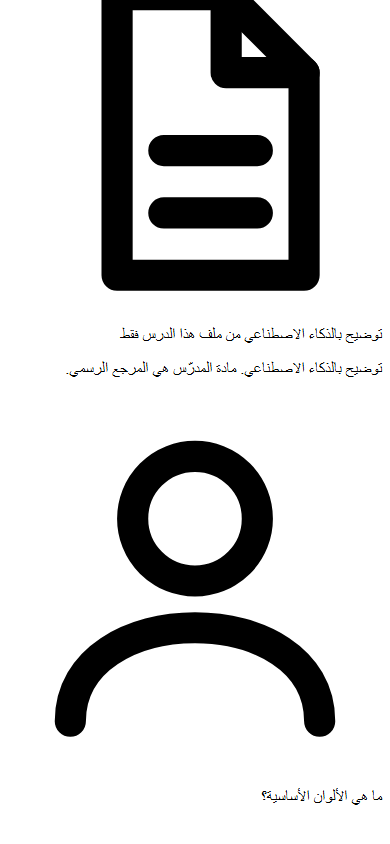 توضيح بالذكاء الاصطناعي من ملف هذا الدرس فقط
توضيح بالذكاء الاصطناعي. مادة المدرّس هي المرجع الرسمي.
ما هي الألوان الأساسية؟